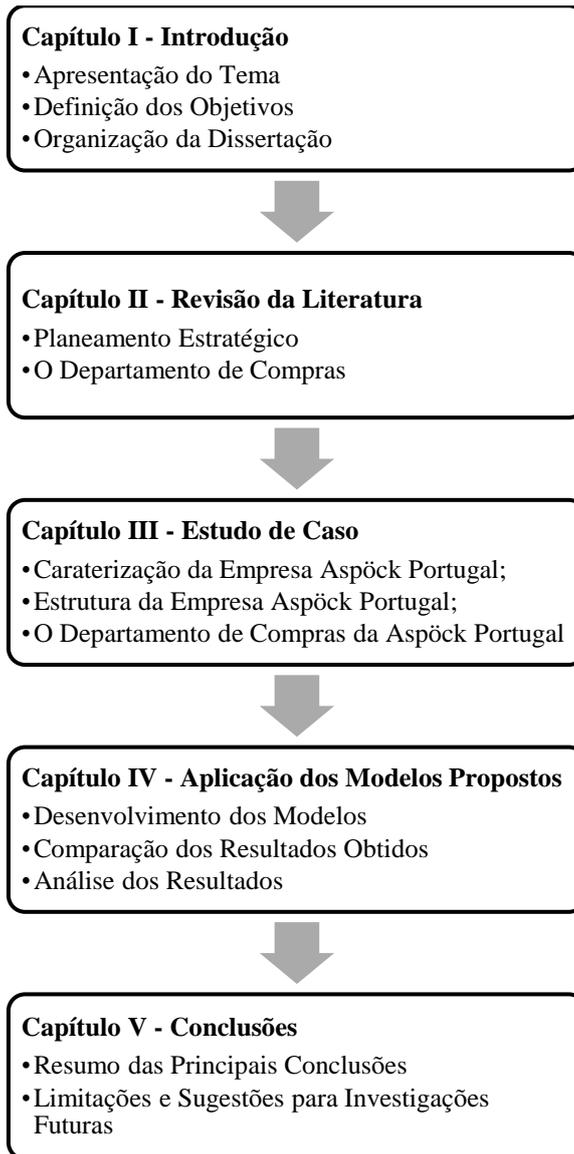 Capítulo I - Introdução
•Apresentação do Tema
•Definição dos Objetivos
•Organização da Dissertação
Capítulo II - Revisão da Literatura
•Planeamento Estratégico
•O Departamento de Compras
Capítulo III - Estudo de Caso
•Caraterização da Empresa Aspöck Portugal;
•Estrutura da Empresa Aspöck Portugal;
•O Departamento de Compras da Aspöck Portugal
Capítulo IV - Aplicação dos Modelos Propostos
•Desenvolvimento dos Modelos
•Comparação dos Resultados Obtidos
•Análise dos Resultados
Capítulo V - Conclusões
•Resumo das Principais Conclusões
•Limitações e Sugestões para Investigações
Futuras